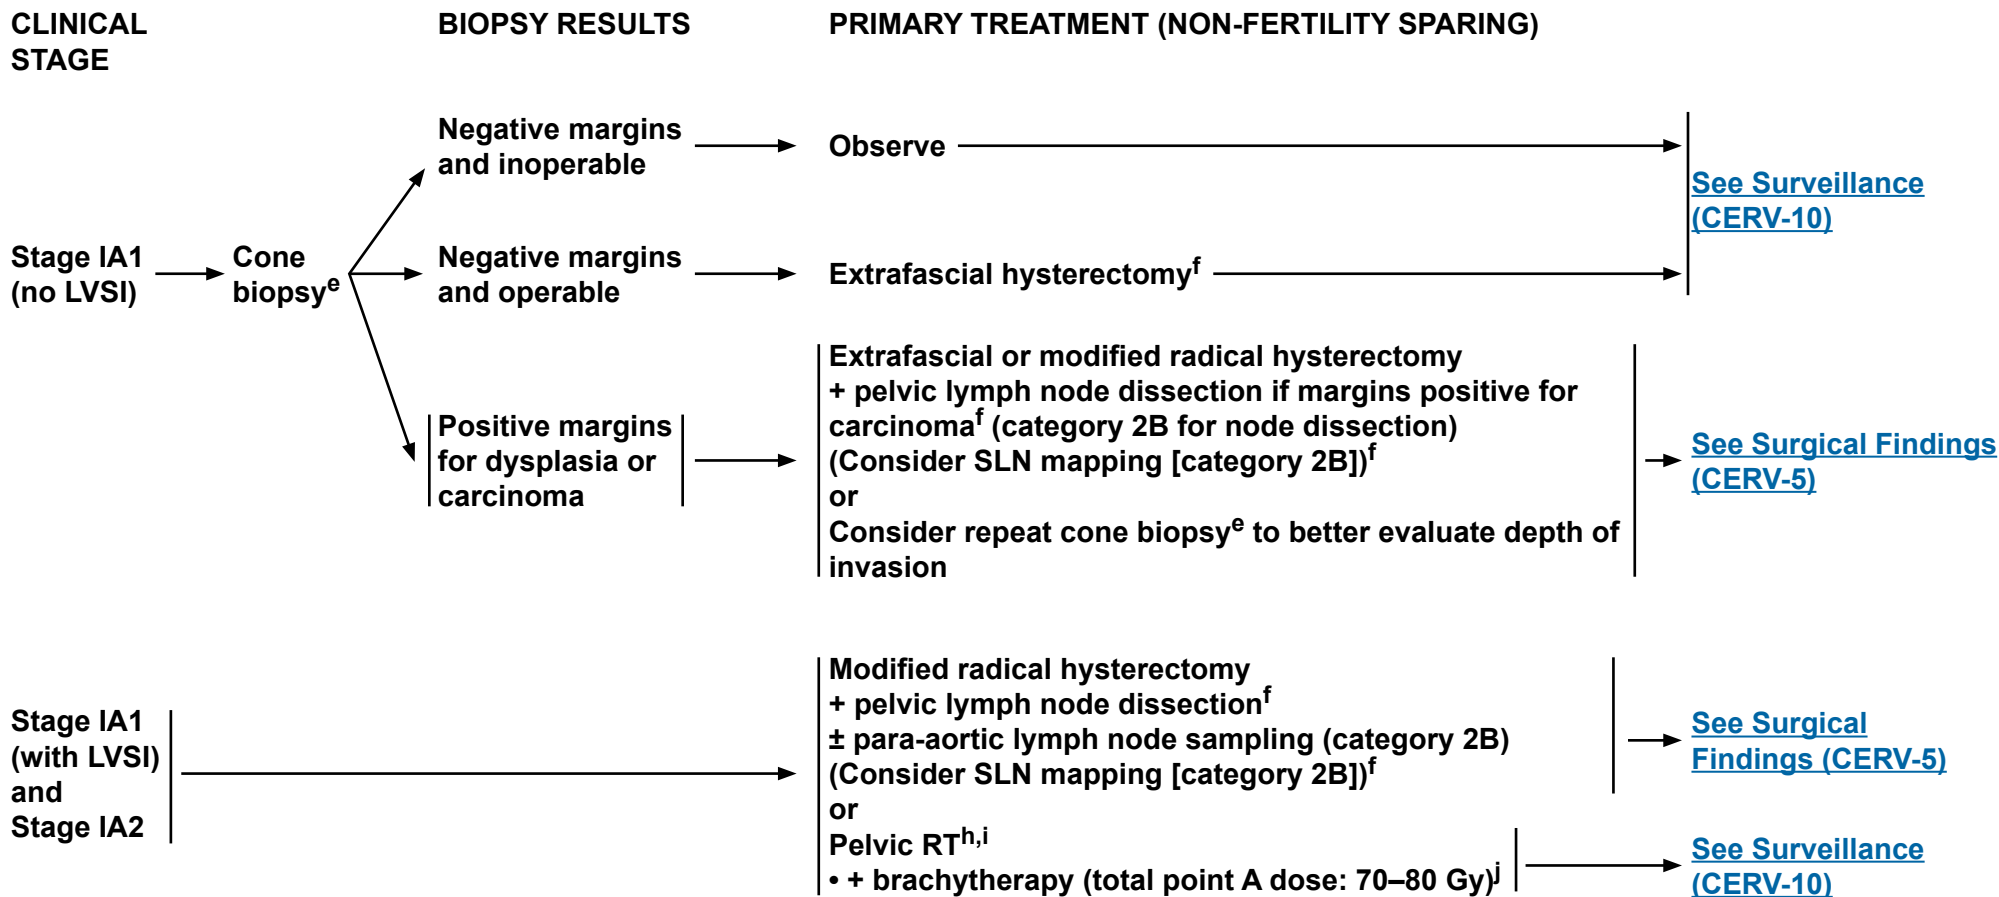 CLINICAL
STAGE
BIOPSY RESULTS
PRIMARY TREATMENT (NON-FERTILITY SPARING)
Stage IA1
(no LVSI)
Cone
biopsyᵉ
Negative margins
and inoperable
Observe
See Surveillance
(CERV-10)
Negative margins
and operable
Extrafascial hysterectomyᶠ
Positive margins
for dysplasia or
carcinoma
Extrafascial or modified radical hysterectomy
+ pelvic lymph node dissection if margins positive for
carcinomaᶠ (category 2B for node dissection)
(Consider SLN mapping [category 2B])ᶠ
or
Consider repeat cone biopsyᵉ to better evaluate depth of
invasion
See Surgical Findings
(CERV-5)
Stage IA1
(with LVSI)
and
Stage IA2
Modified radical hysterectomy
+ pelvic lymph node dissectionᶠ
± para-aortic lymph node sampling (category 2B)
(Consider SLN mapping [category 2B])ᶠ
or
Pelvic RTʰ,ⁱ
• + brachytherapy (total point A dose: 70–80 Gy)ʲ
See Surgical
Findings (CERV-5)
See Surveillance
(CERV-10)